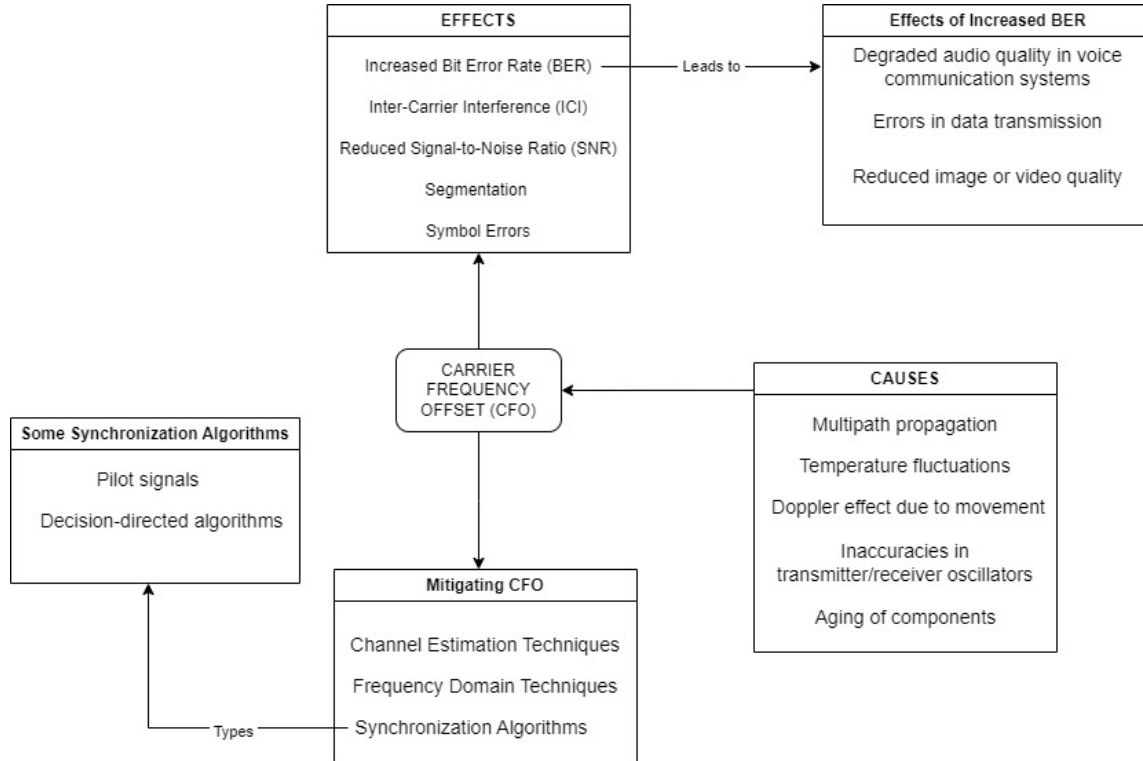 EFFECTS
Increased Bit Error Rate (BER)
Inter-Carrier Interference (ICI)
Reduced Signal-to-Noise Ratio (SNR)
Segmentation
Symbol Errors
Leads to
Effects of Increased BER
Degraded audio quality in voice
communication systems
Errors in data transmission
Reduced image or video quality
CARRIER
FREQUENCY
OFFSET (CFO)
CAUSES
Multipath propagation
Temperature fluctuations
Doppler effect due to movement
Inaccuracies in
transmitter/receiver oscillators
Aging of components
Some Synchronization Algorithms
Pilot signals
Decision-directed algorithms
Mitigating CFO
Channel Estimation Techniques
Frequency Domain Techniques
Synchronization Algorithms
Types